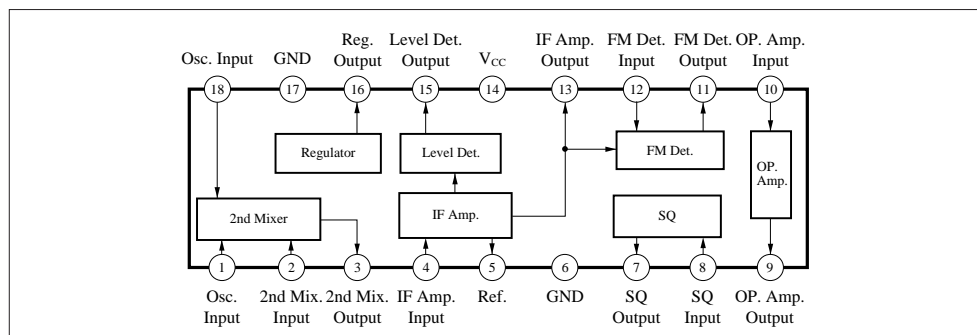 Reg. Level Det. IF Amp. FM Det. FM Det. OP. Amp.
Osc. Input GND Output Output VCC Output Input Output Input
18 17 16 15 14 13 12 11 10
Regulator Level Det. FM Det.
OP.
Amp.
2nd Mixer IF Amp. SQ
1 2 3 4 5 6 7 8 9
Osc. 2nd Mix. 2nd Mix. IF Amp. Ref. GND SQ SQ OP. Amp.
Input Input Output Input Output Input Output